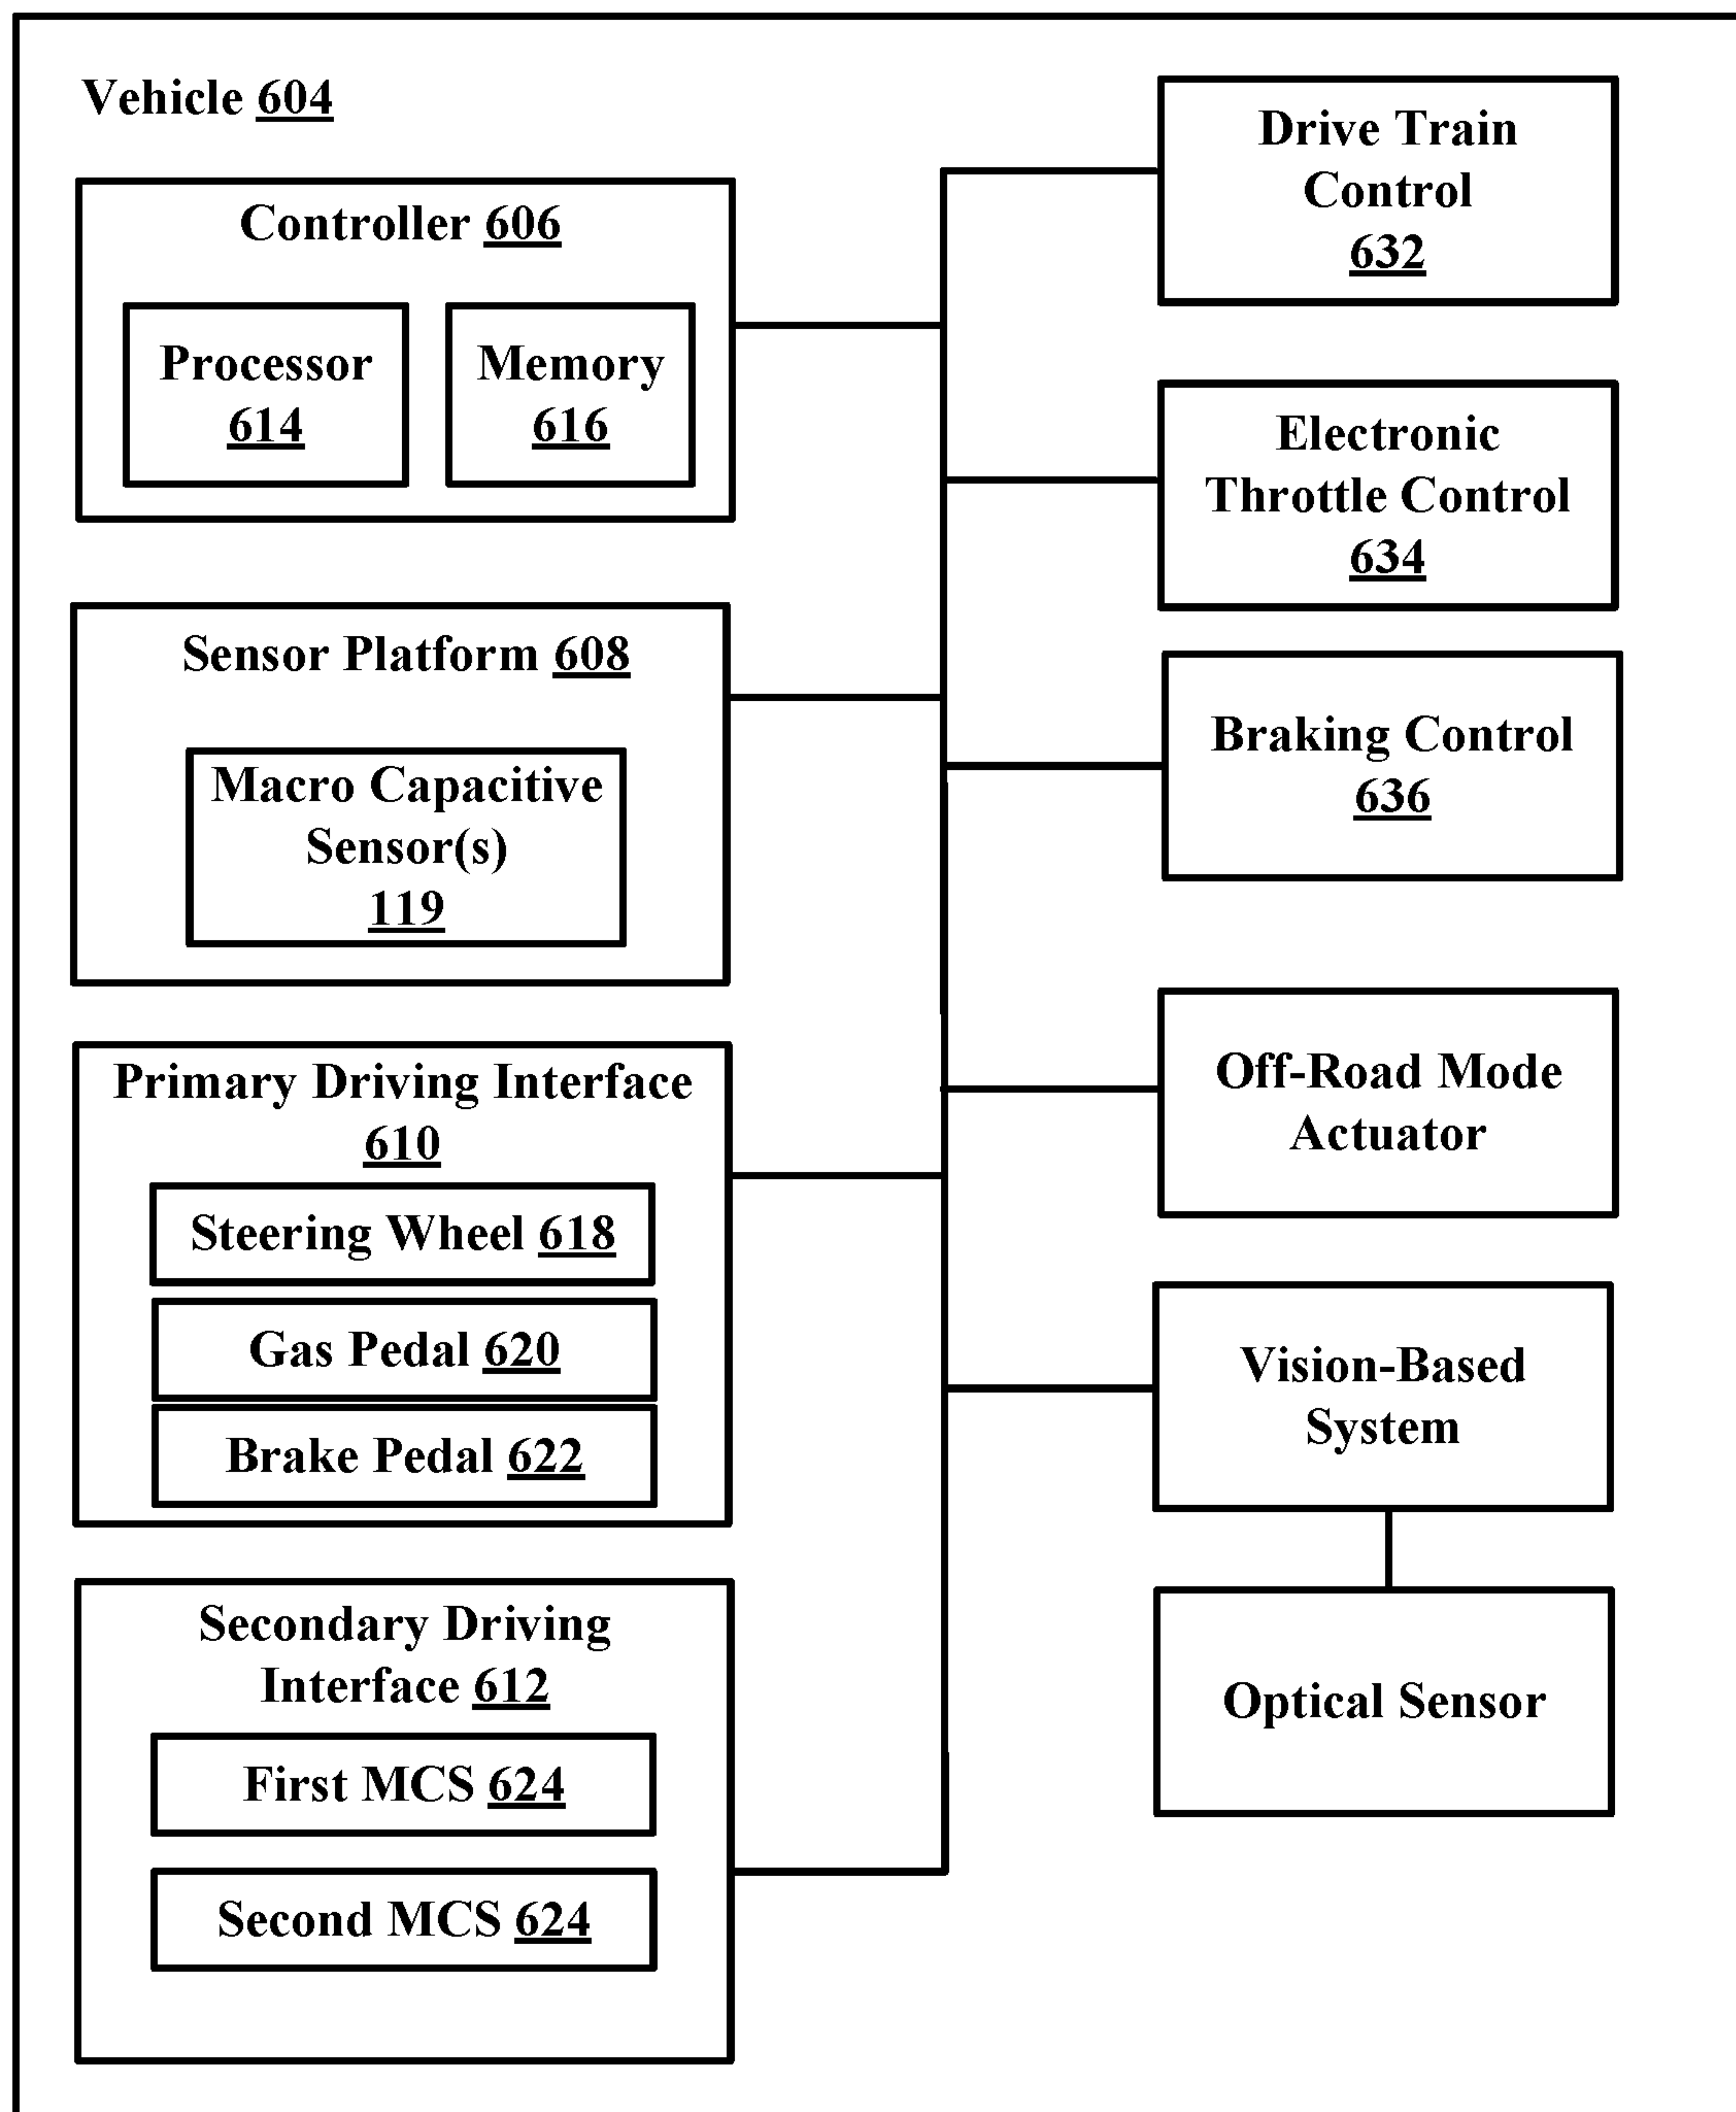 Vehicle 604
Controller 606
Processor
614
Memory
616
Sensor Platform 608
Macro Capacitive
Sensor(s)
119
Primary Driving Interface
610
Steering Wheel 618
Gas Pedal 620
Brake Pedal 622
Secondary Driving
Interface 612
First MCS 624
Second MCS 624
Drive Train
Control
632
Electronic
Throttle Control
634
Braking Control
636
Off-Road Mode
Actuator
Vision-Based
System
Optical Sensor